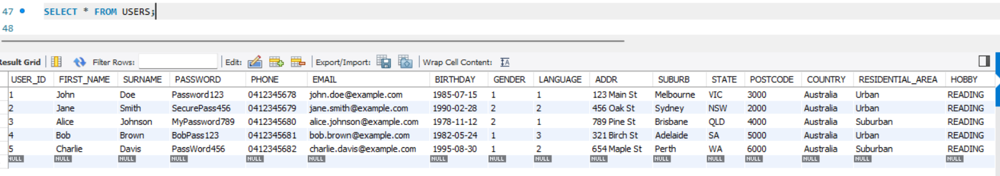 47 SELECT * FROM USERS;
48
Result Grid Filter Rows: Edit: Export/Import: Wrap Cell Content: IA
USER_ID FIRST_NAME SURNAME PASSWORD PHONE EMAIL BIRTHDAY GENDER LANGUAGE ADDR SUBURB STATE POSTCODE COUNTRY RESIDENTIAL_AREA HOBBY
1 John Doe Password123 0412345678 john.doe@example.com 1985-07-15 1 1 123 Main St Melbourne VIC 3000 Australia Urban READING
2 Jane Smith SecurePass456 0412345679 jane.smith@example.com 1990-02-28 2 2 456 Oak St Sydney NSW 2000 Australia Urban READING
3 Alice Johnson MyPassword789 0412345680 alice.johnson@example.com 1978-11-12 2 1 789 Pine St Brisbane QLD 4000 Australia Suburban READING
4 Bob Brown BobPass123 0412345681 bob.brown@example.com 1982-05-24 1 3 321 Birch St Adelaide SA 5000 Australia Urban READING
5 Charlie Davis PassWord456 0412345682 charlie.davis@example.com 1995-08-30 1 2 654 Maple St Perth WA 6000 Australia Suburban READING
NULL NULL NULL NULL NULL NULL NULL NULL NULL NULL NULL NULL NULL NULL NULL NULL